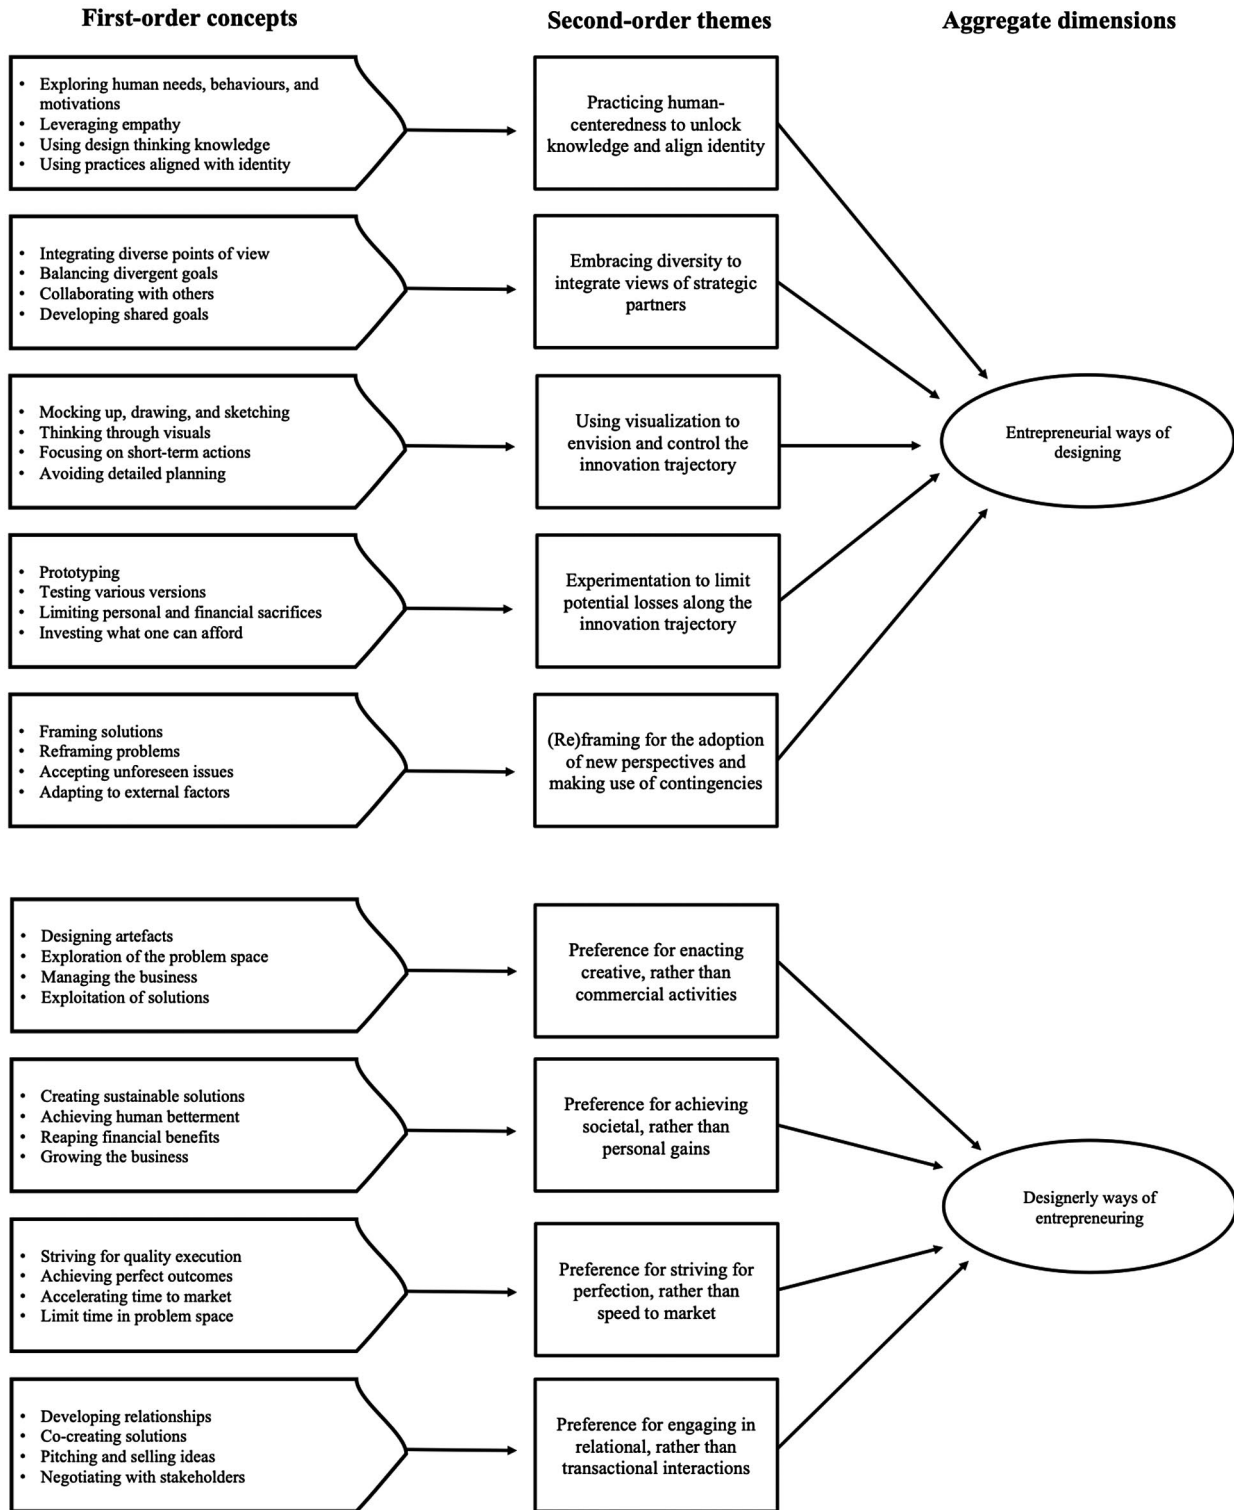 First-order concepts
Second-order themes
Aggregate dimensions
• Exploring human needs, behaviours, and
motivations
• Leveraging empathy
• Using design thinking knowledge
• Using practices aligned with identity
Practicing human-
centeredness to unlock
knowledge and align identity
• Integrating diverse points of view
• Balancing divergent goals
• Collaborating with others
• Developing shared goals
Embracing diversity to
integrate views of strategic
partners
• Mocking up, drawing, and sketching
• Thinking through visuals
• Focusing on short-term actions
• Avoiding detailed planning
Using visualization to
envision and control the
innovation trajectory
• Prototyping
• Testing various versions
• Limiting personal and financial sacrifices
• Investing what one can afford
Experimentation to limit
potential losses along the
innovation trajectory
• Framing solutions
• Reframing problems
• Accepting unforeseen issues
• Adapting to external factors
(Re)framing for the adoption
of new perspectives and
making use of contingencies
Entrepreneurial ways of
designing
• Designing artefacts
• Exploration of the problem space
• Managing the business
• Exploitation of solutions
Preference for enacting
creative, rather than
commercial activities
• Creating sustainable solutions
• Achieving human betterment
• Reaping financial benefits
• Growing the business
Preference for achieving
societal, rather than
personal gains
• Striving for quality execution
• Achieving perfect outcomes
• Accelerating time to market
• Limit time in problem space
Preference for striving for
perfection, rather than
speed to market
• Developing relationships
• Co-creating solutions
• Pitching and selling ideas
• Negotiating with stakeholders
Preference for engaging in
relational, rather than
transactional interactions
Designerly ways of
entrepreneuring